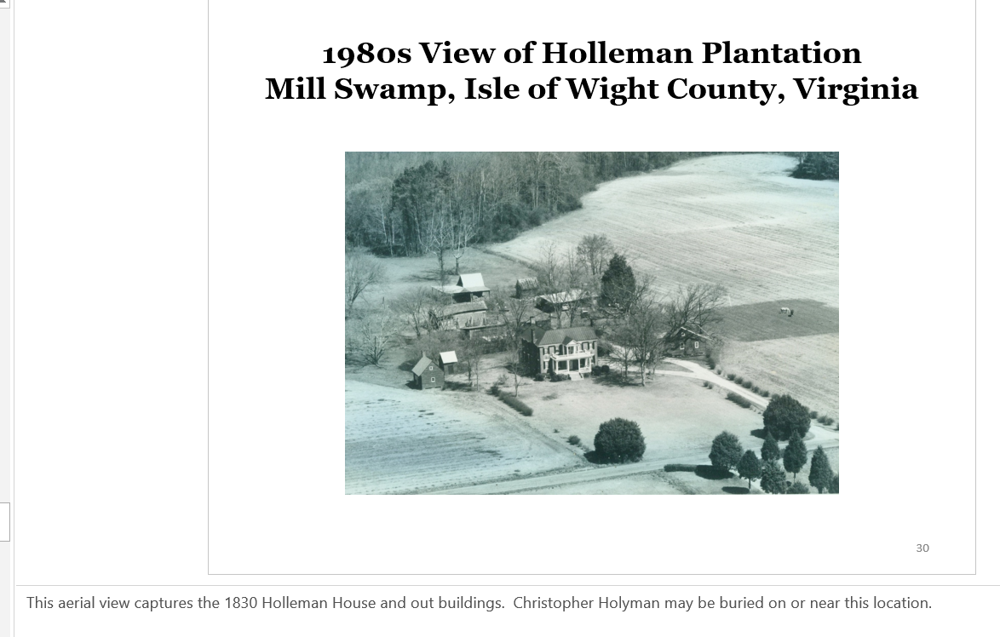 1980s View of Holleman Plantation
Mill Swamp, Isle of Wight County, Virginia
30
This aerial view captures the 1830 Holleman House and out buildings.  Christopher Holyman may be buried on or near this location.